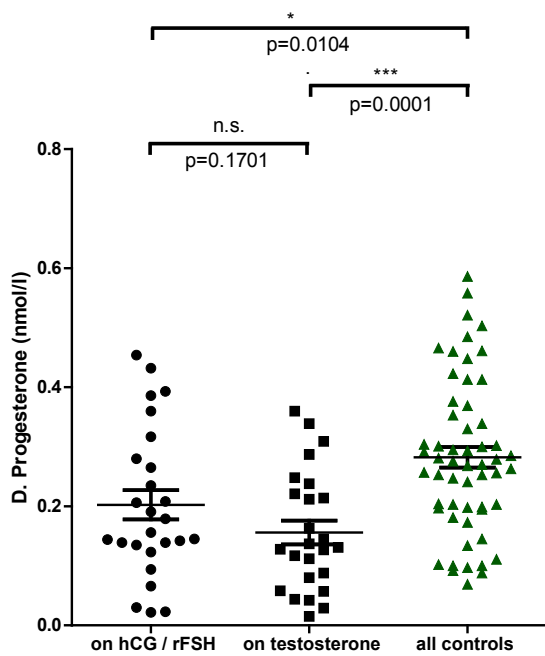 *
p=0.0104
***
p=0.0001
n.s.
p=0.1701
D. Progesterone (nmol/l)
0.8
0.6
0.4
0.2
0.0
on hCG / rFSH on testosterone all controls